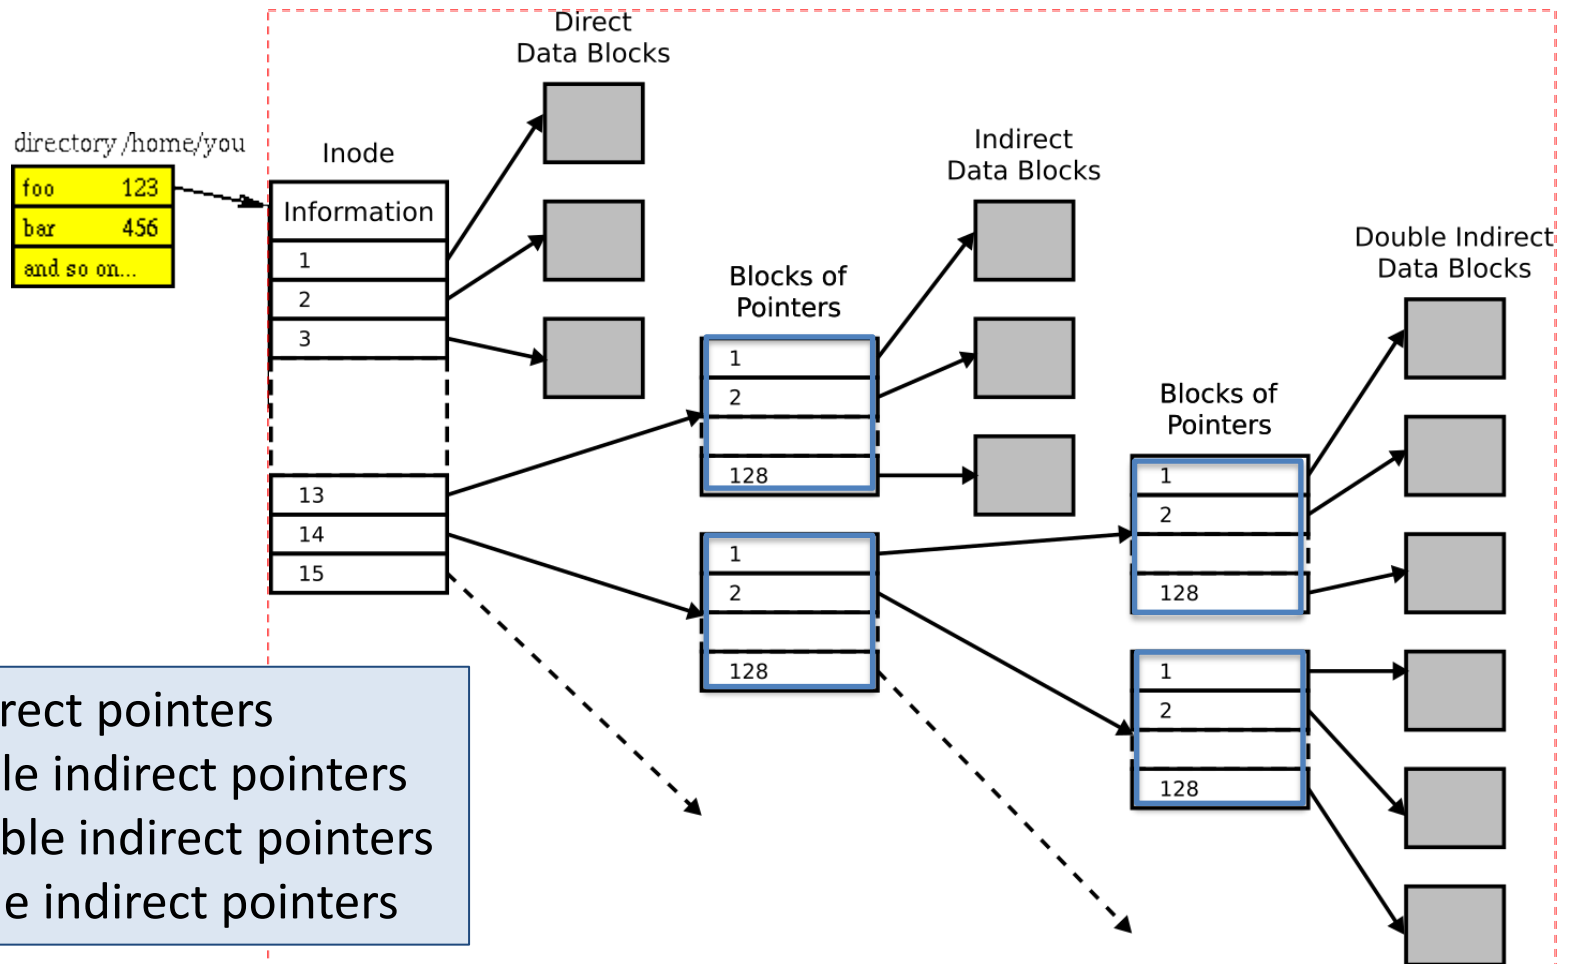 directory /home/you
foo 123
bar 456
and so on...
Inode
Information
1
2
3
13
14
15
Direct
Data Blocks
Blocks of
Pointers
1
2
128
1
2
128
Indirect
Data Blocks
Blocks of
Pointers
1
2
128
1
2
128
Double Indirect
Data Blocks
rect pointers
le indirect pointers
ble indirect pointers
e indirect pointers